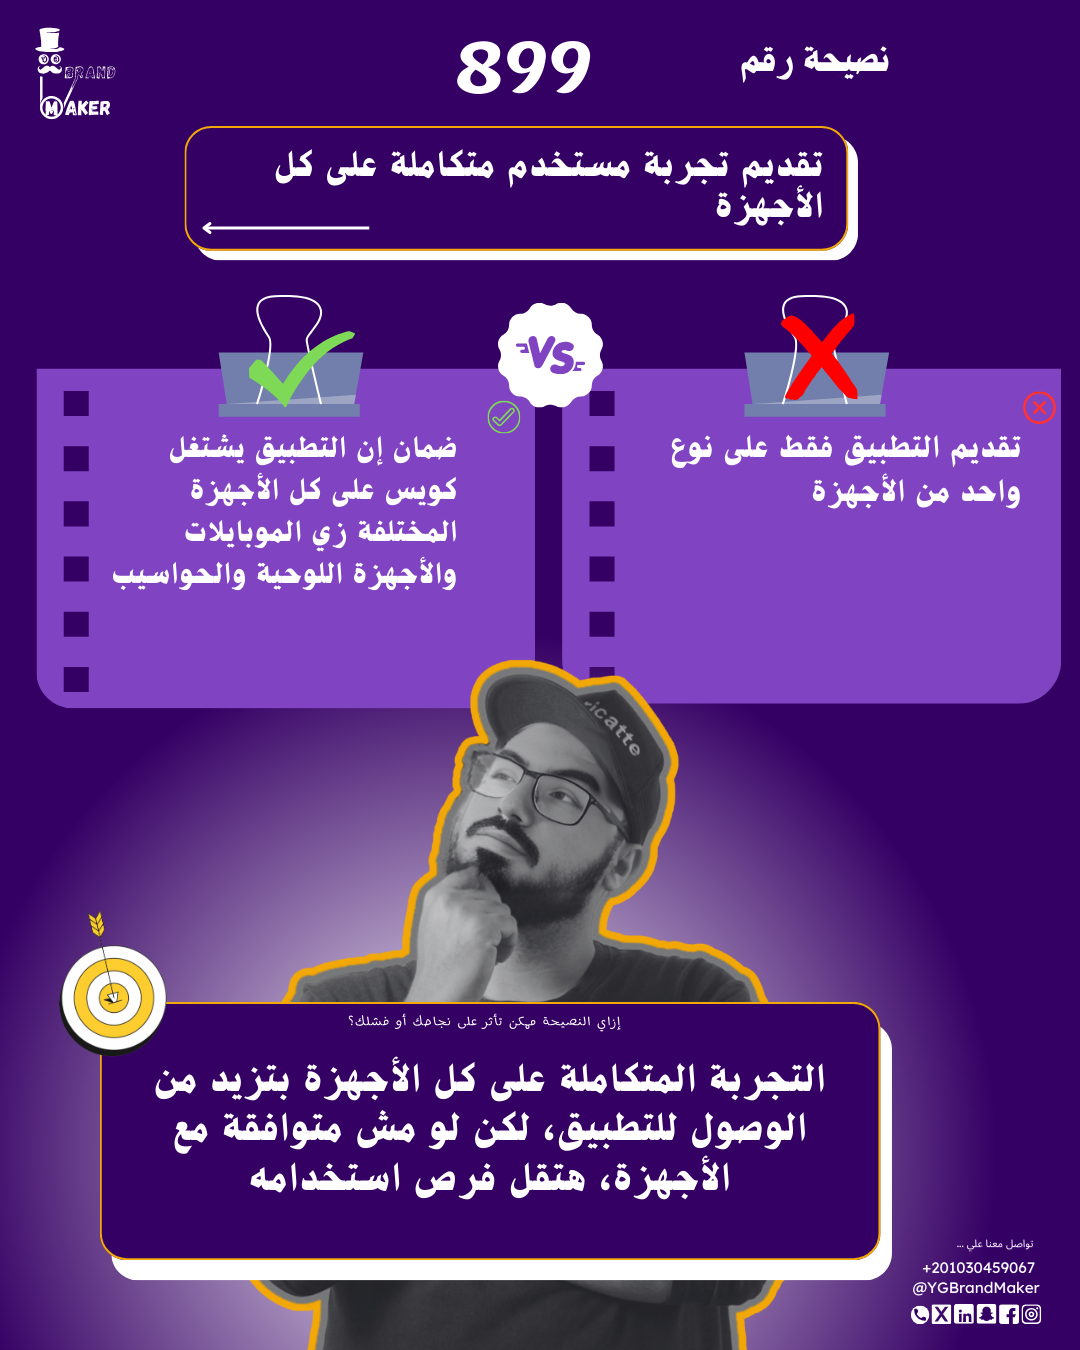 BRAND
MAKER
نصيحة رقم 899
تقديم تجربة مستخدم متكاملة على كل
الأجهزة
VS
تقديم التطبيق فقط على نوع
واحد من الأجهزة
ضمان إن التطبيق يشتغل
كويس على كل الأجهزة
المختلفة زي الموبايلات
والأجهزة اللوحية والحواسيب
icatte
إزاي النصيحة ممكن تأثر على نجاحك أو فشلك؟
التجربة المتكاملة على كل الأجهزة بتزيد من
الوصول للتطبيق، لكن لو مش متوافقة مع
الأجهزة، هتقل فرص استخدامه
تواصل معنا علي ...
+201030459067
@YGBrandMaker